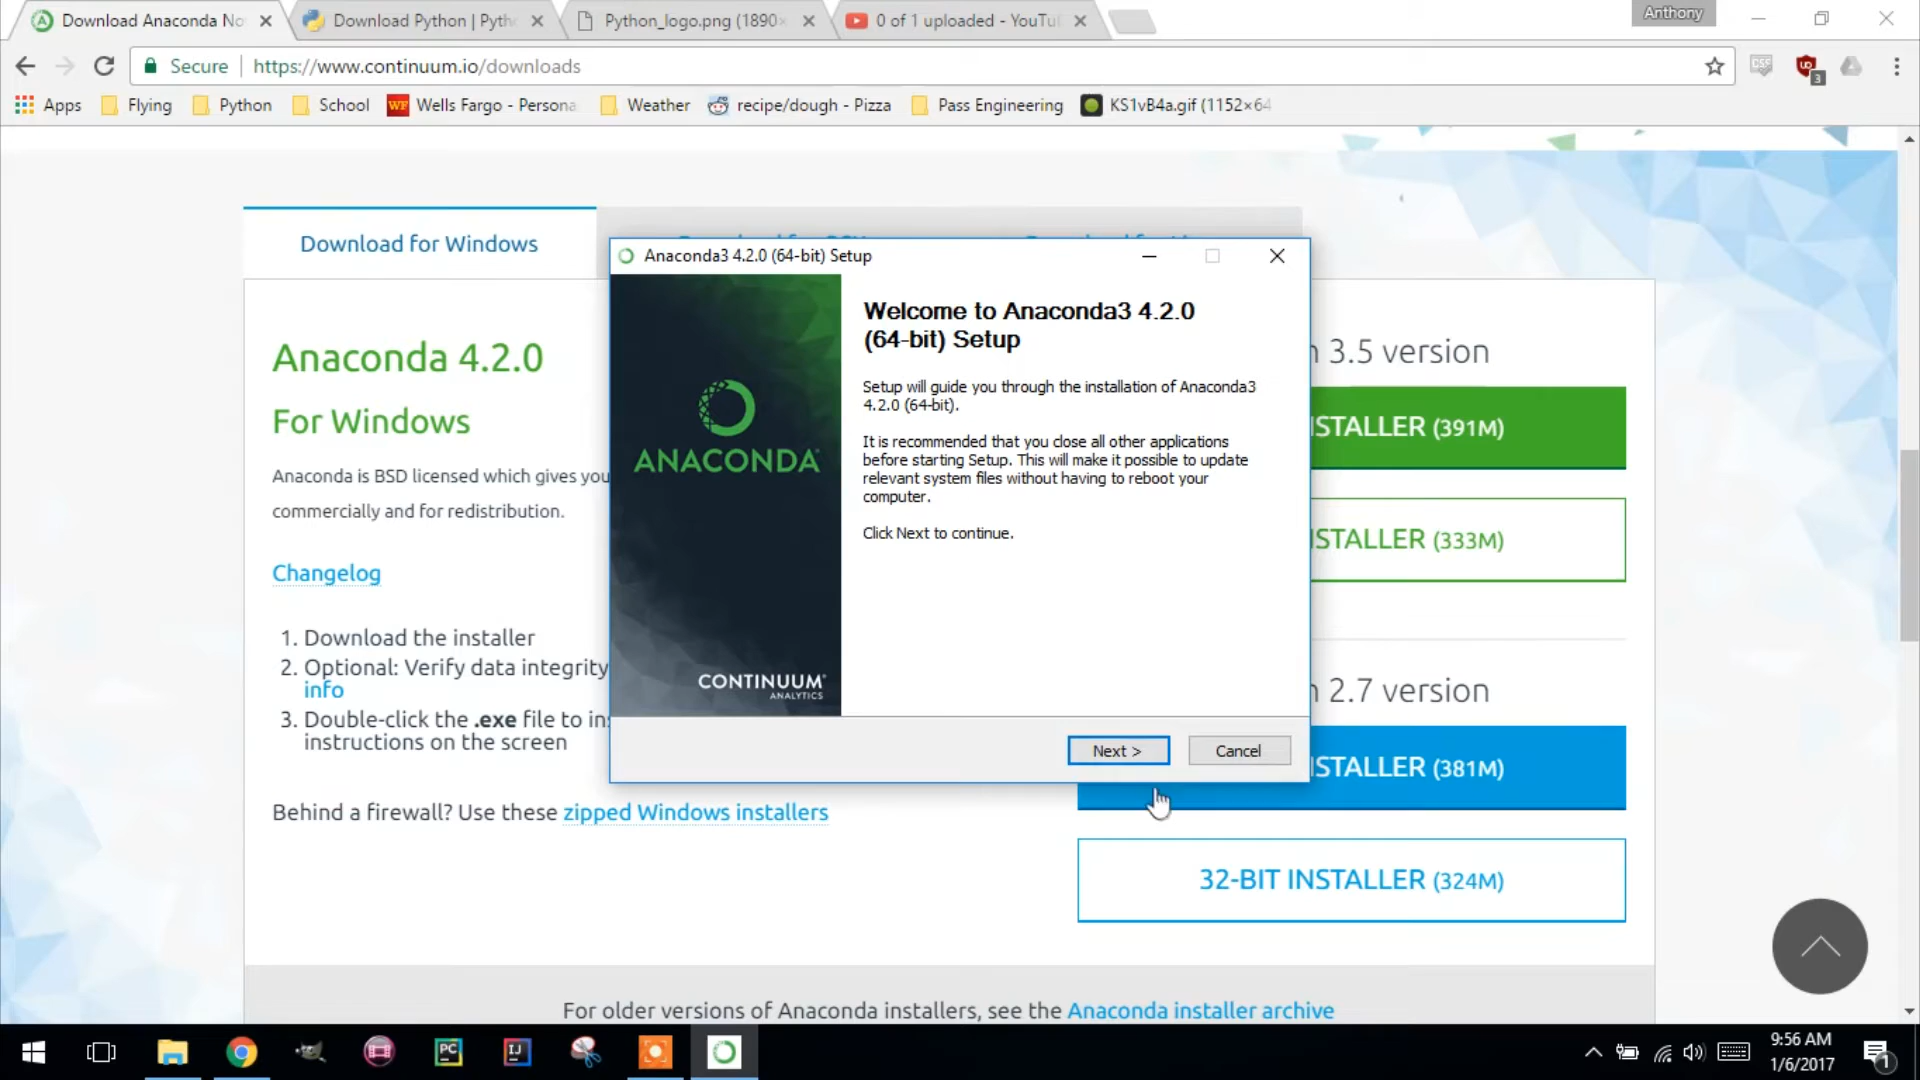 Download Anaconda No
Download Python | Pyth
Python_logo.png (1890×
0 of 1 uploaded - YouTu
Anthony
Secure
https://www.continuum.io/downloads
CSS
3
Apps
Flying
Python
School
WF
Wells Fargo - Persona
Weather
recipe/dough - Pizza
Pass Engineering
KS1vB4a.gif (1152×64
Download for Windows
Anaconda 4.2.0
For Windows
Anaconda is BSD licensed which gives you
commercially and for redistribution.
Changelog
1. Download the installer
2. Optional: Verify data integrity
info
3. Double-click the .exe file to ins
instructions on the screen
Behind a firewall? Use these zipped Windows installers
Anaconda3 4.2.0 (64-bit) Setup
ANACONDA
CONTINUUM
ANALYTICS
Welcome to Anaconda3 4.2.0
(64-bit) Setup
Setup will guide you through the installation of Anaconda3
4.2.0 (64-bit).
It is recommended that you close all other applications
before starting Setup. This will make it possible to update
relevant system files without having to reboot your
computer.
Click Next to continue.
Next >
Cancel
3.5 version
STALLER (391M)
STALLER (333M)
2.7 version
STALLER (381M)
32-BIT INSTALLER (324M)
For older versions of Anaconda installers, see the Anaconda installer archive
PC
IJ
9:56 AM
1/6/2017
1